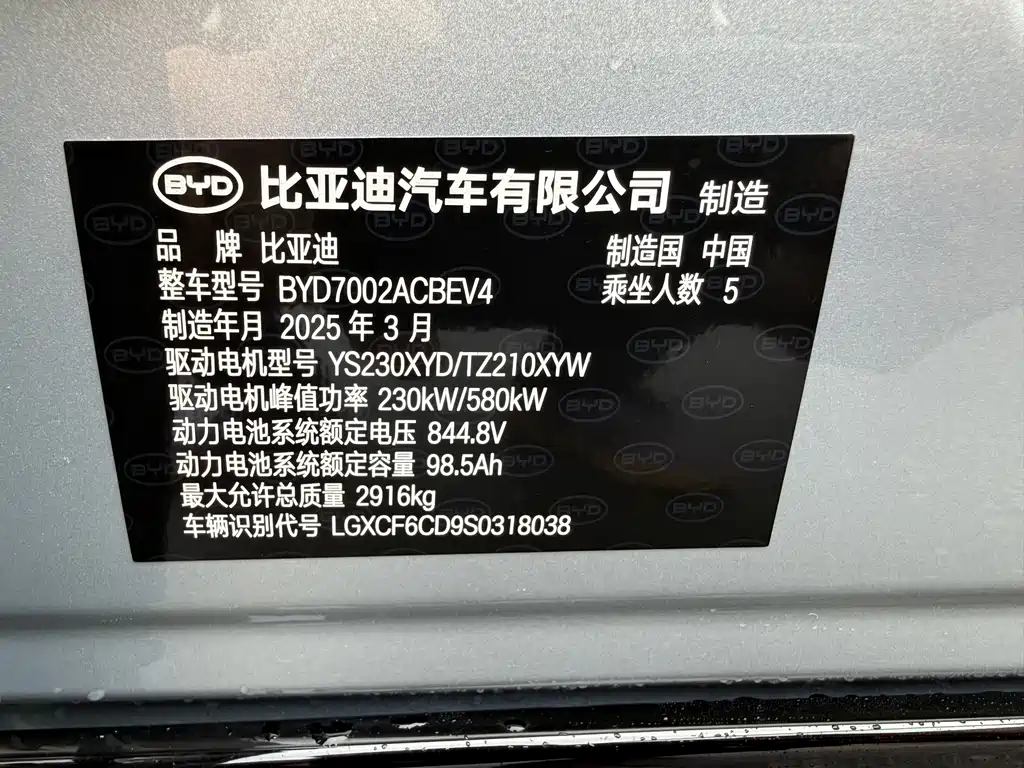 BYD 比亚迪汽车有限公司 制造
品 牌 比亚迪 制造国 中国
整车型号 BYD7002ACBEV4 乘坐人数 5
制造年月 2025 年 3 月
驱动电机型号 YS230XYD/TZ210XYW
驱动电机峰值功率 230kW/580kW
动力电池系统额定电压 844.8V
动力电池系统额定容量 98.5Ah
最大允许总质量 2916kg
车辆识别代号 LGXCF6CD9S0318038